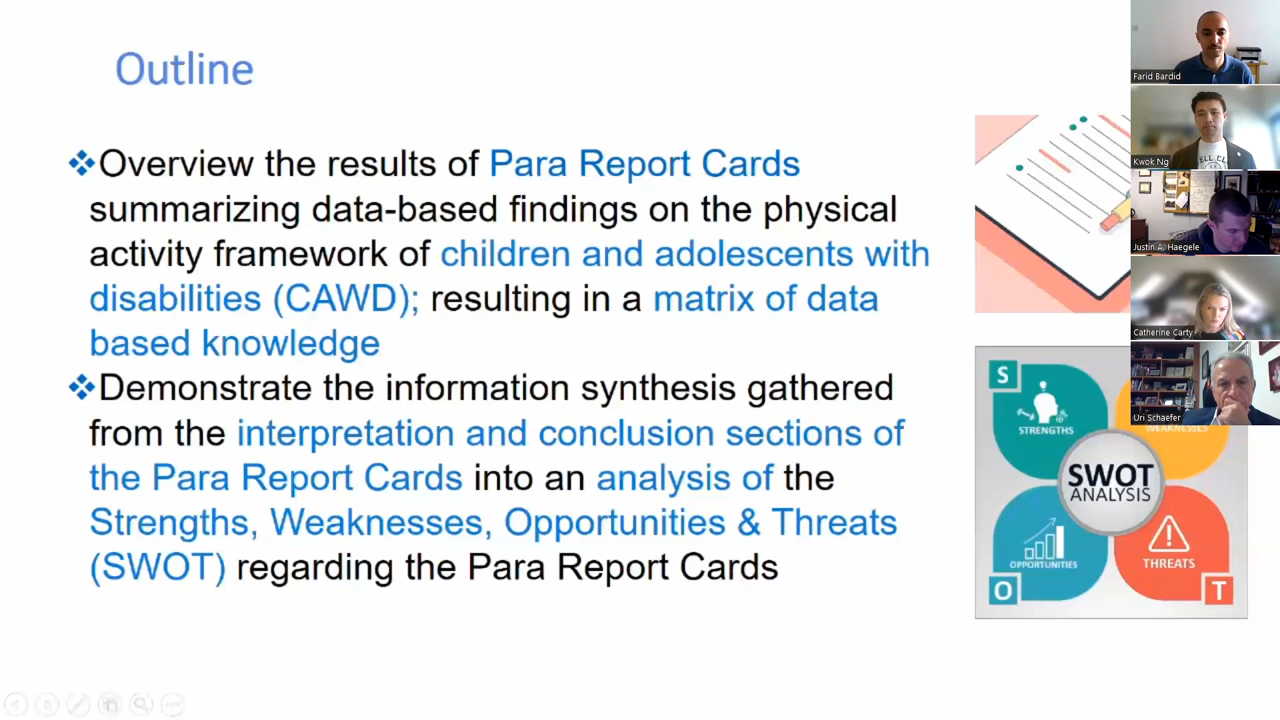 Outline
❖Overview the results of Para Report Cards
summarizing data-based findings on the physical
activity framework of children and adolescents with
disabilities (CAWD); resulting in a matrix of data
based knowledge
❖Demonstrate the information synthesis gathered
from the interpretation and conclusion sections of
the Para Report Cards into an analysis of the
Strengths, Weaknesses, Opportunities & Threats
(SWOT) regarding the Para Report Cards
S
STRENGTHS
WEAKNESSES
SWOT
ANALYSIS
OPPORTUNITIES
THREATS
O
T
Farid Bardid
Kwok Ng
Justin A. Haegele
Catherine Carty
Uri Schaefer